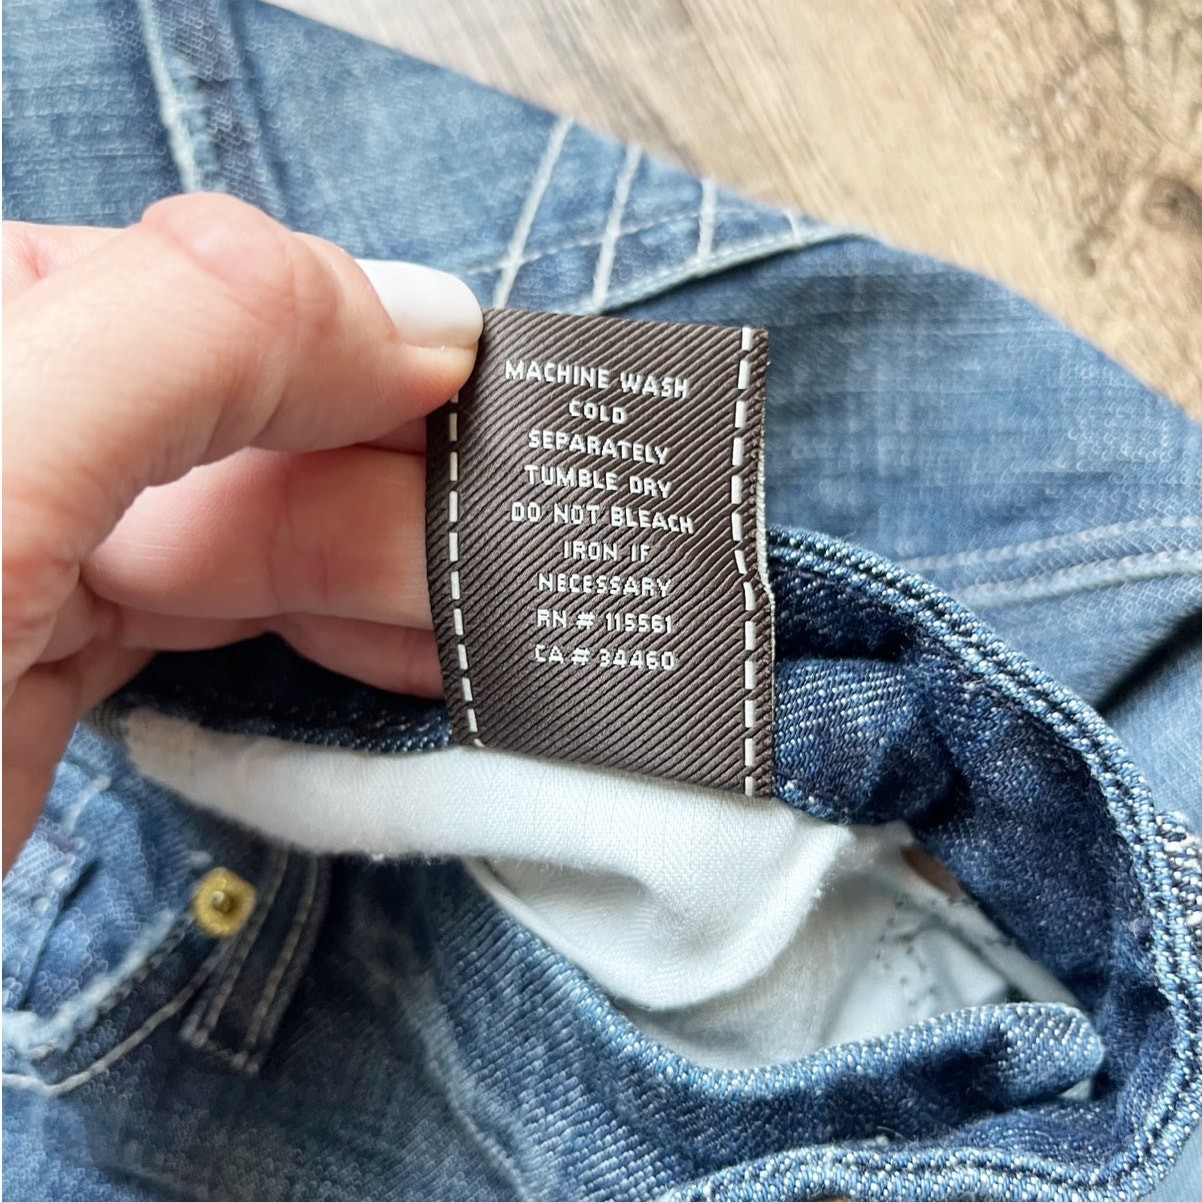 MACHINE WASH
COLD
SEPARATELY
TUMBLE DRY
DO NOT BLEACH
IRON IF
NECESSARY
RN # 115561
CA # 34460